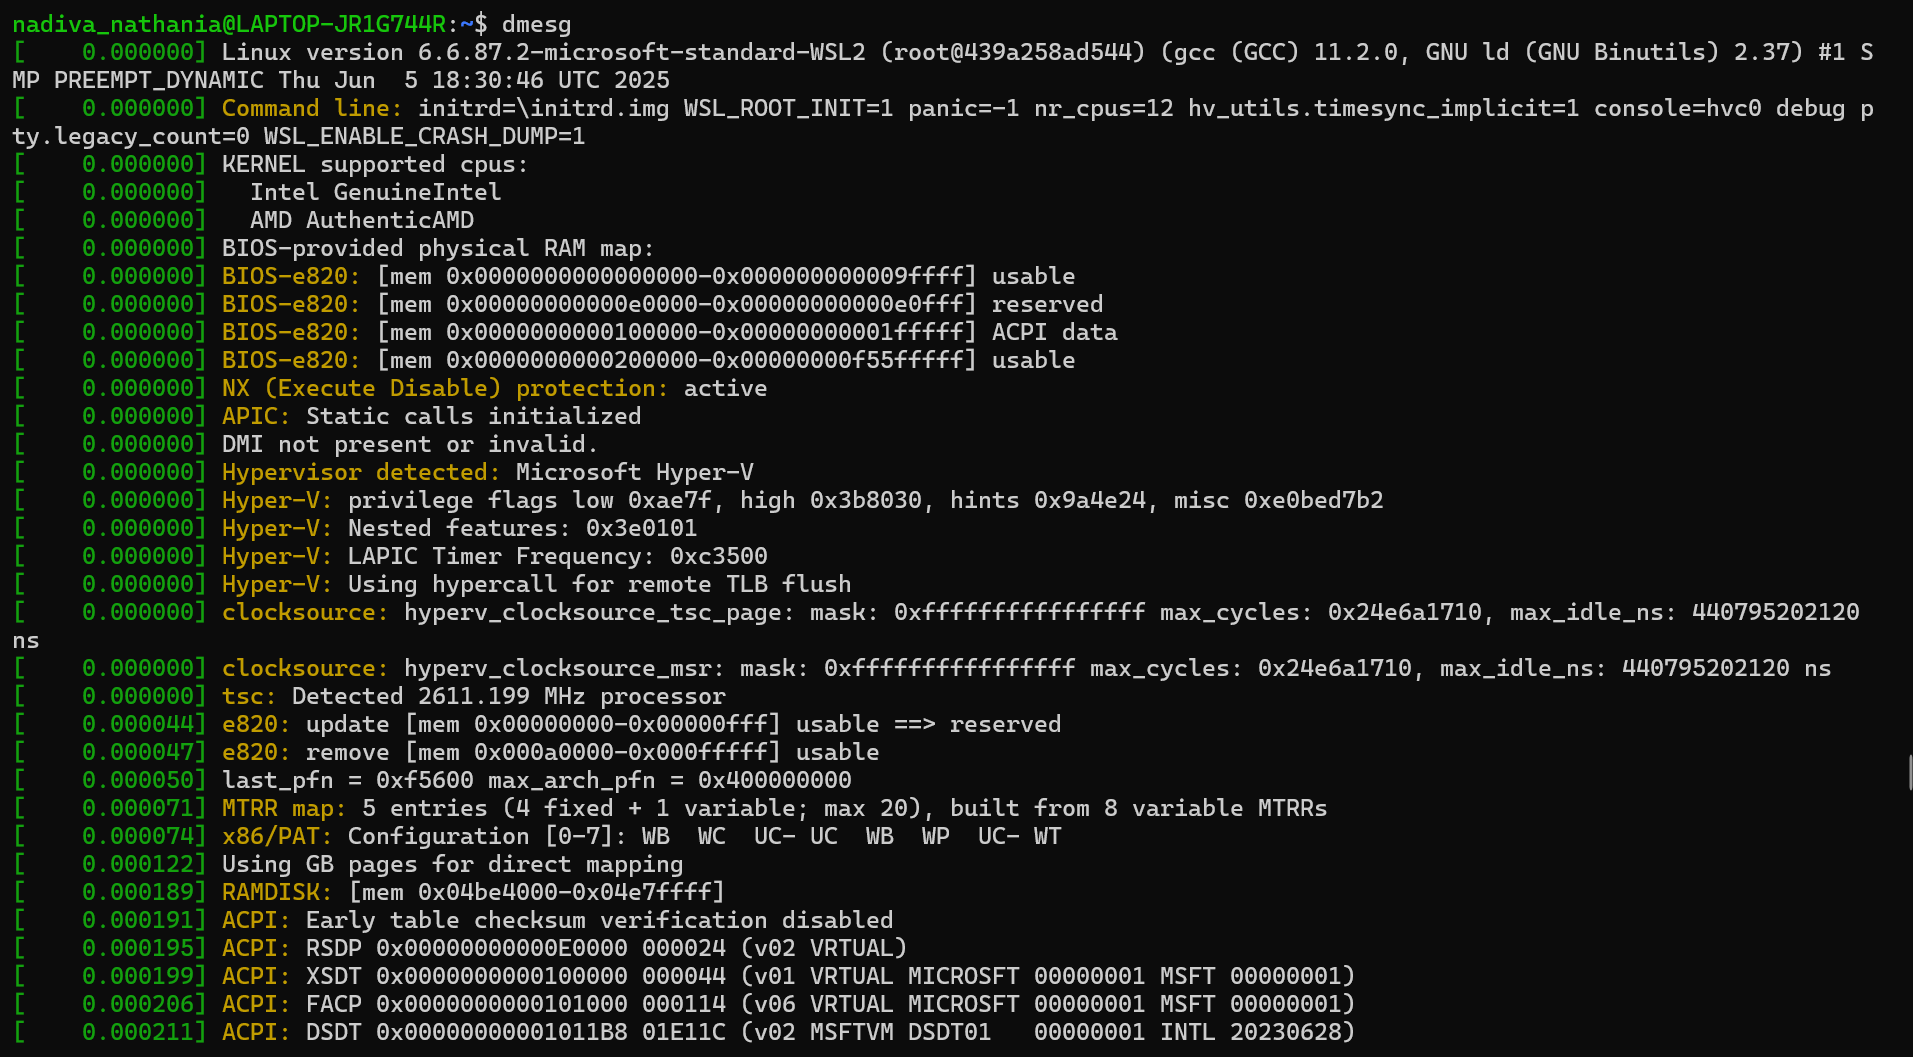 nadiva_nathania@LAPTOP-JR1G744R:~$ dmesg
[    0.000000] Linux version 6.6.87.2-microsoft-standard-WSL2 (root@439a258ad544) (gcc (GCC) 11.2.0, GNU ld (GNU Binutils) 2.37) #1 S
MP PREEMPT_DYNAMIC Thu Jun  5 18:30:46 UTC 2025
[    0.000000] Command line: initrd=\initrd.img WSL_ROOT_INIT=1 panic=-1 nr_cpus=12 hv_utils.timesync_implicit=1 console=hvc0 debug p
ty.legacy_count=0 WSL_ENABLE_CRASH_DUMP=1
[    0.000000] KERNEL supported cpus:
[    0.000000]   Intel GenuineIntel
[    0.000000]   AMD AuthenticAMD
[    0.000000] BIOS-provided physical RAM map:
[    0.000000] BIOS-e820: [mem 0x0000000000000000-0x000000000009ffff] usable
[    0.000000] BIOS-e820: [mem 0x00000000000e0000-0x00000000000e0fff] reserved
[    0.000000] BIOS-e820: [mem 0x0000000000100000-0x00000000001fffff] ACPI data
[    0.000000] BIOS-e820: [mem 0x0000000000200000-0x00000000f55fffff] usable
[    0.000000] NX (Execute Disable) protection: active
[    0.000000] APIC: Static calls initialized
[    0.000000] DMI not present or invalid.
[    0.000000] Hypervisor detected: Microsoft Hyper-V
[    0.000000] Hyper-V: privilege flags low 0xae7f, high 0x3b8030, hints 0x9a4e24, misc 0xe0bed7b2
[    0.000000] Hyper-V: Nested features: 0x3e0101
[    0.000000] Hyper-V: LAPIC Timer Frequency: 0xc3500
[    0.000000] Hyper-V: Using hypercall for remote TLB flush
[    0.000000] clocksource: hyperv_clocksource_tsc_page: mask: 0xffffffffffffffff max_cycles: 0x24e6a1710, max_idle_ns: 440795202120
ns
[    0.000000] clocksource: hyperv_clocksource_msr: mask: 0xffffffffffffffff max_cycles: 0x24e6a1710, max_idle_ns: 440795202120 ns
[    0.000000] tsc: Detected 2611.199 MHz processor
[    0.000044] e820: update [mem 0x00000000-0x00000fff] usable ==> reserved
[    0.000047] e820: remove [mem 0x000a0000-0x000fffff] usable
[    0.000050] last_pfn = 0xf5600 max_arch_pfn = 0x400000000
[    0.000071] MTRR map: 5 entries (4 fixed + 1 variable; max 20), built from 8 variable MTRRs
[    0.000074] x86/PAT: Configuration [0-7]: WB  WC  UC- UC  WB  WP  UC- WT
[    0.000122] Using GB pages for direct mapping
[    0.000189] RAMDISK: [mem 0x04be4000-0x04e7ffff]
[    0.000191] ACPI: Early table checksum verification disabled
[    0.000195] ACPI: RSDP 0x00000000000E0000 000024 (v02 VRTUAL)
[    0.000199] ACPI: XSDT 0x0000000000100000 000044 (v01 VRTUAL MICROSFT 00000001 MSFT 00000001)
[    0.000206] ACPI: FACP 0x0000000000101000 000114 (v06 VRTUAL MICROSFT 00000001 MSFT 00000001)
[    0.000211] ACPI: DSDT 0x00000000001011B8 01E11C (v02 MSFTVM DSDT01   00000001 INTL 20230628)